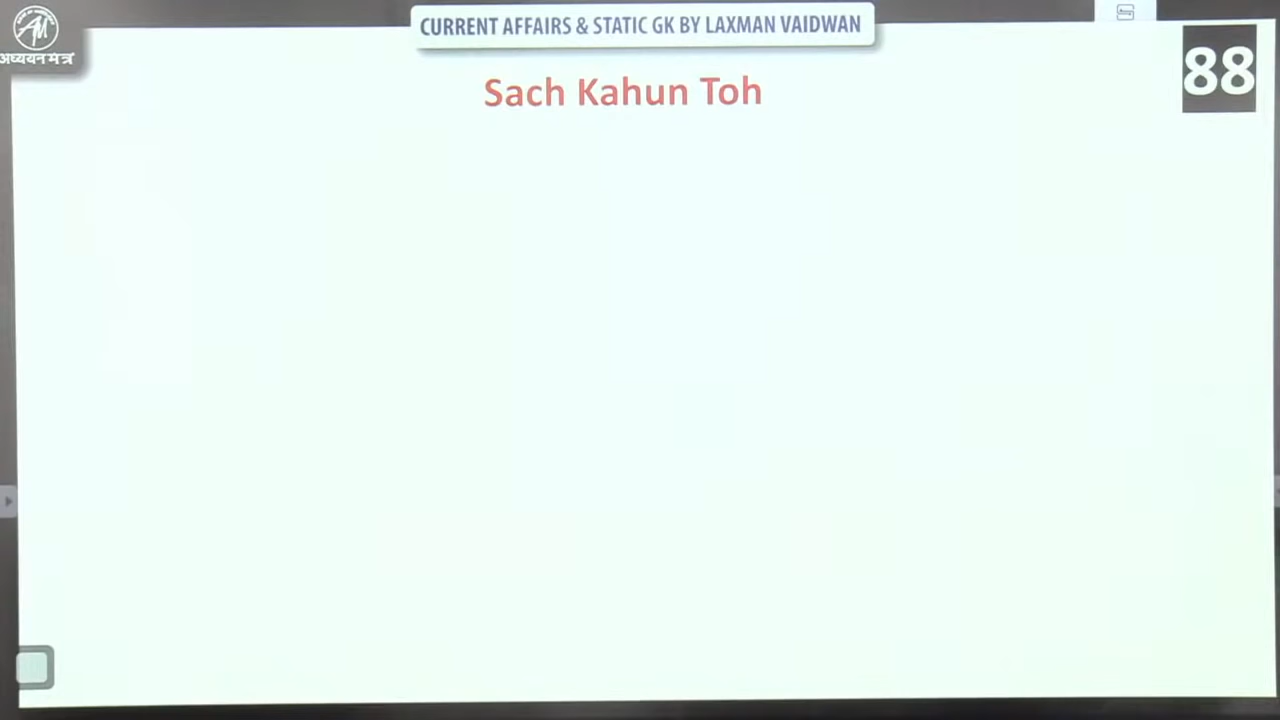 CURRENT AFFAIRS & STATIC GK BY LAXMAN VAIDWAN
अध्ययन मंत्रं
Sach Kahun Toh
88